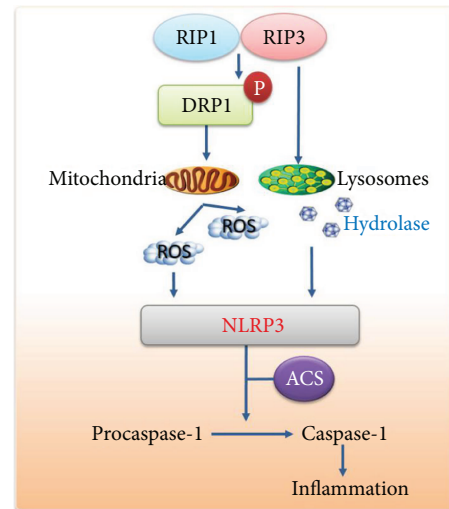 RIP1 RIP3
P
DRP1
Mitochondria Lysosomes
ROS
Hydrolase
ROS
NLRP3
ACS
Procaspase-1 Caspase-1
Inflammation